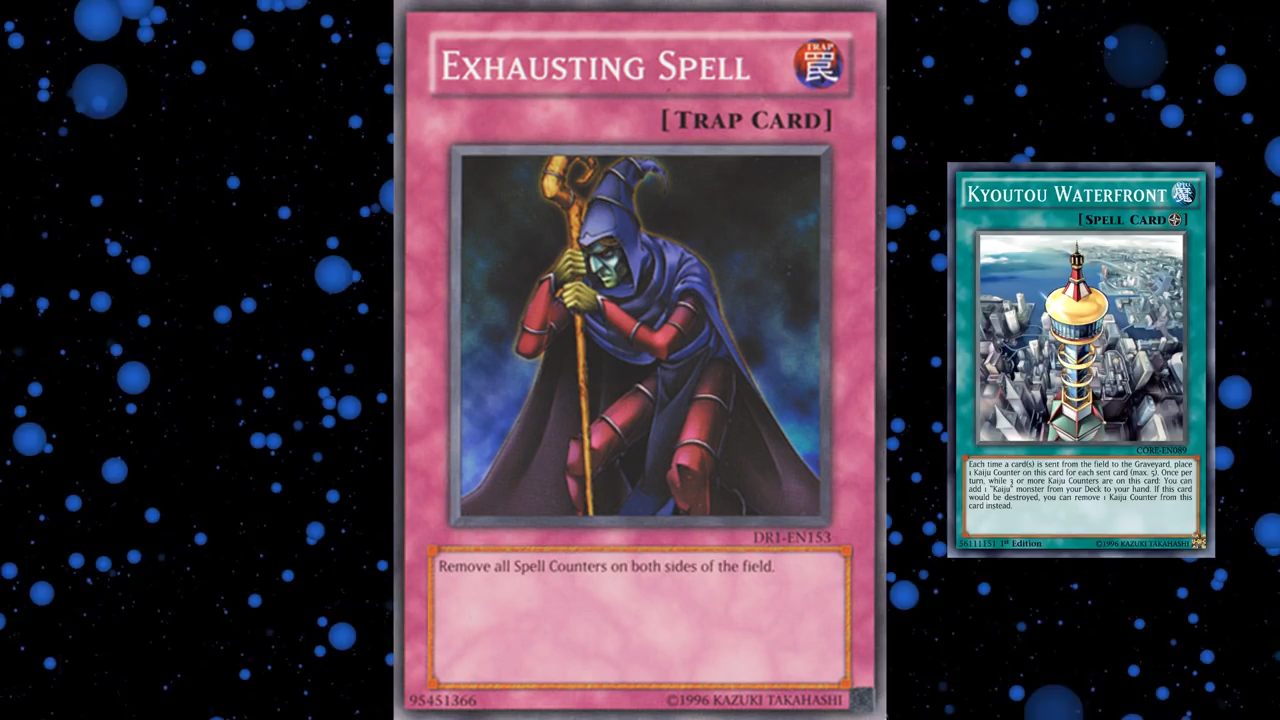 EXHAUSTING SPELL
TRAP
罠
[TRAP CARD]
DR1-EN153
Remove all Spell Counters on both sides of the field.
95451366
©1996 KAZUKI TAKAHASHI
KYOUTOU WATERFRONT
SPELL
魔
[SPELL CARD]
CORE-EN089
Each time a card(s) is sent from the field to the Graveyard, place
1 Kaiju Counter on this card for each sent card (max. 5). Once per
turn, while 3 or more Kaiju Counters are on this card: You can
add 1 "Kaiju" monster from your Deck to your hand. If this card
would be destroyed, you can remove 1 Kaiju Counter from this
card instead.
56111151 1st Edition
©1996 KAZUKI TAKAHASHI